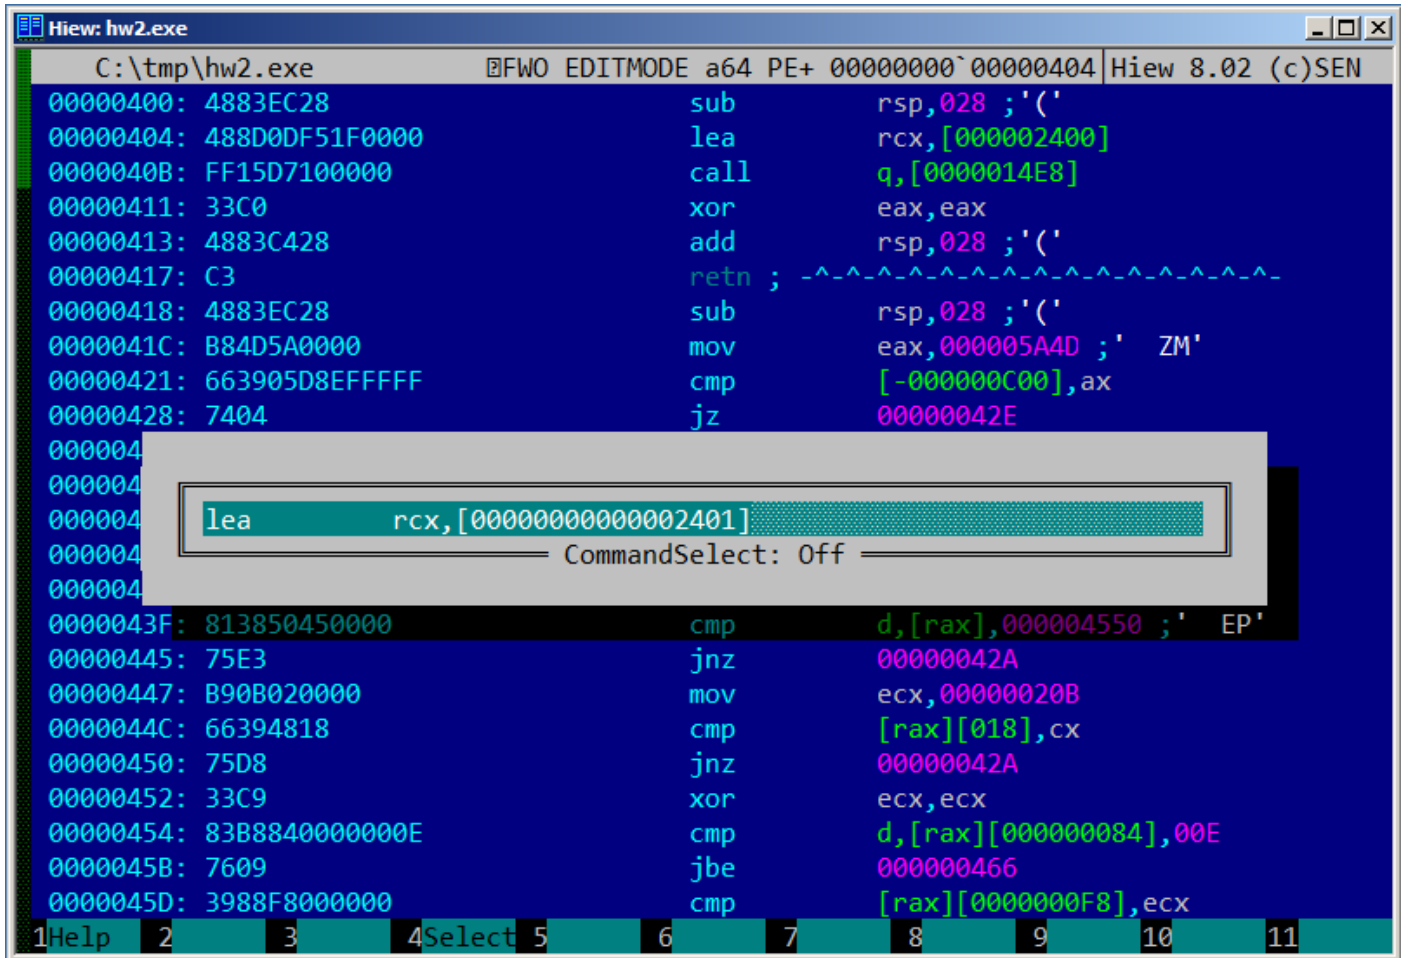 Hiew: hw2.exe
C:\tmp\hw2.exe FWO EDITMODE a64 PE+ 00000000`00000404|Hiew 8.02 (c)SEN
00000400: 4883EC28 sub rsp,028 ;'('
00000404: 488D0DF51F0000 lea rcx,[000002400]
0000040B: FF15D7100000 call q,[0000014E8]
00000411: 33C0 xor eax,eax
00000413: 4883C428 add rsp,028 ;'('
00000417: C3 retn ; -^-^-^-^-^-^-^-^-^-^-^-^-^-^-^-
00000418: 4883EC28 sub rsp,028 ;'('
0000041C: B84D5A0000 mov eax,000005A4D ;' ZM'
00000421: 663905D8EFFFFF cmp [-000000C00],ax
00000428: 7404 jz 00000042E
000004
000004
000004 lea rcx,[00000000000002401]
000004 CommandSelect: Off
000004
0000043F: 813850450000 cmp d,[rax],000004550 ;' EP'
00000445: 75E3 jnz 00000042A
00000447: B90B020000 mov ecx,00000020B
0000044C: 66394818 cmp [rax][018],cx
00000450: 75D8 jnz 00000042A
00000452: 33C9 xor ecx,ecx
00000454: 83B8840000000E cmp d,[rax][000000084],00E
0000045B: 7609 jbe 000000466
0000045D: 3988F8000000 cmp [rax][0000000F8],ecx
1Help 2 3 4Select 5 6 7 8 9 10 11